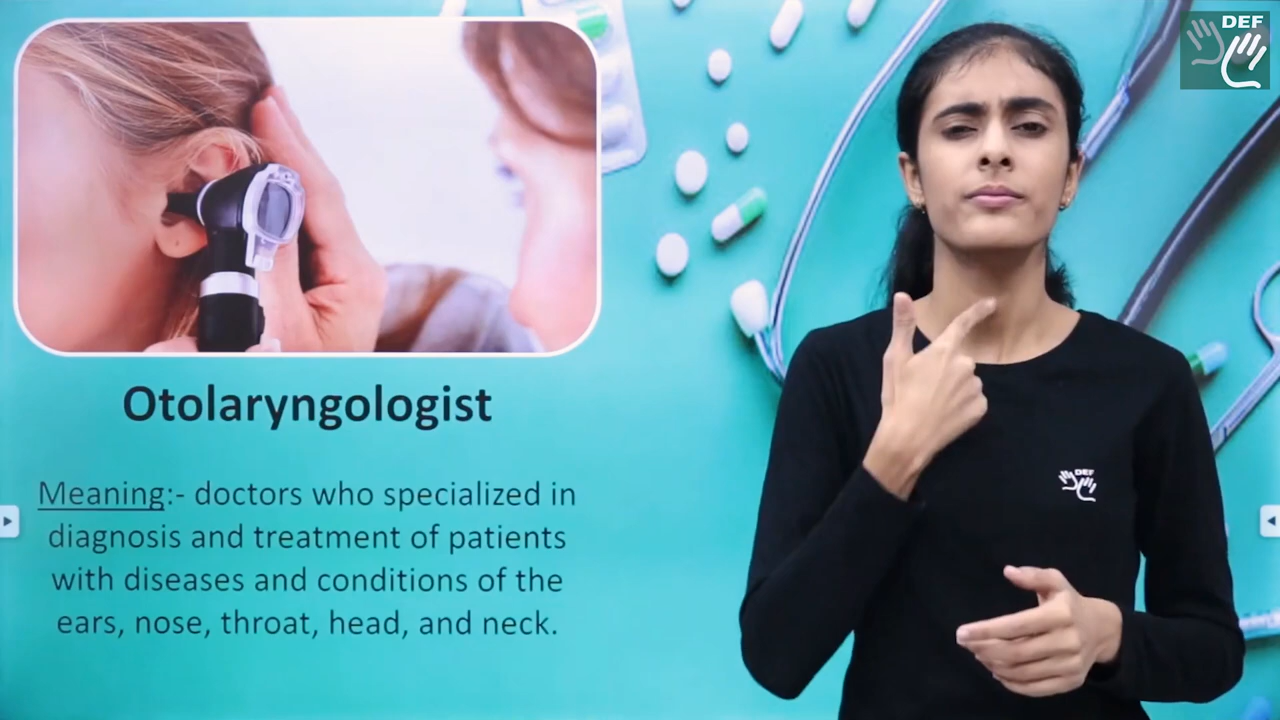 DEF
Otolaryngologist
Meaning:- doctors who specialized in
diagnosis and treatment of patients
with diseases and conditions of the
ears, nose, throat, head, and neck.
DEF